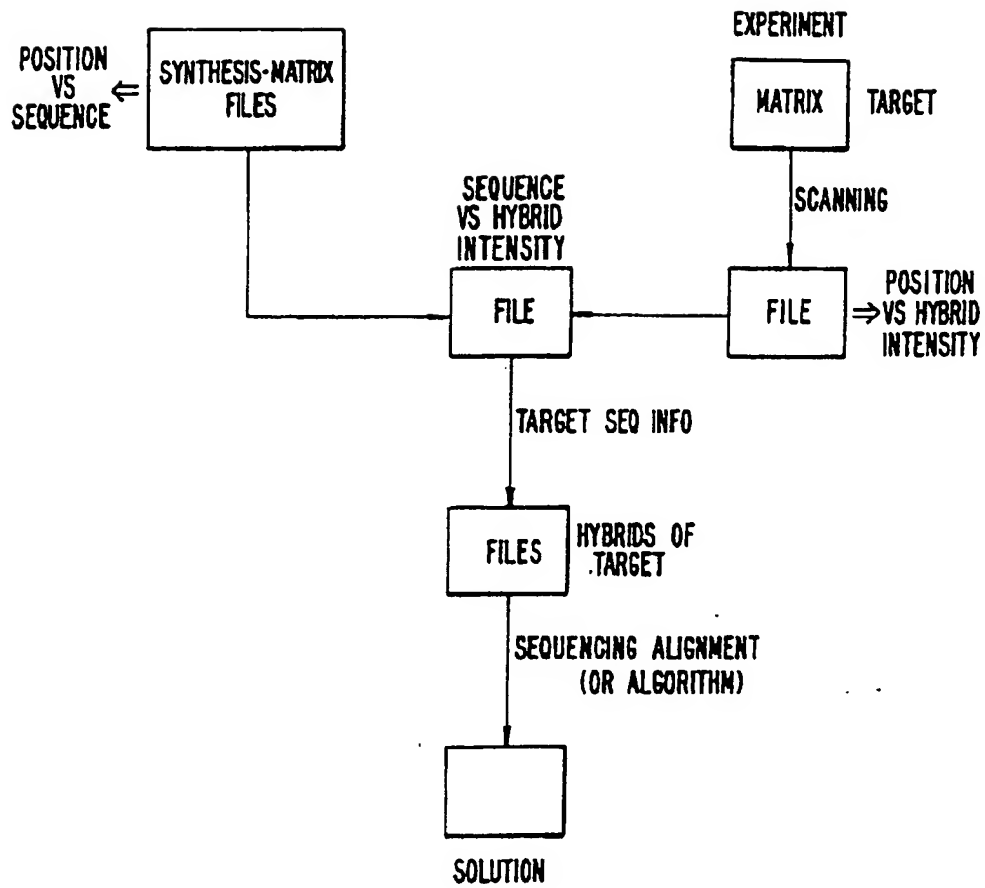 EXPERIMENT
POSITION
VS
SEQUENCE
⇐
SYNTHESIS-MATRIX
FILES
MATRIX
TARGET
SCANNING
SEQUENCE
VS HYBRID
INTENSITY
FILE
FILE
⇒
POSITION
VS HYBRID
INTENSITY
TARGET SEQ INFO
FILES
HYBRIDS OF
TARGET
SEQUENCING ALIGNMENT
(OR ALGORITHM)
SOLUTION